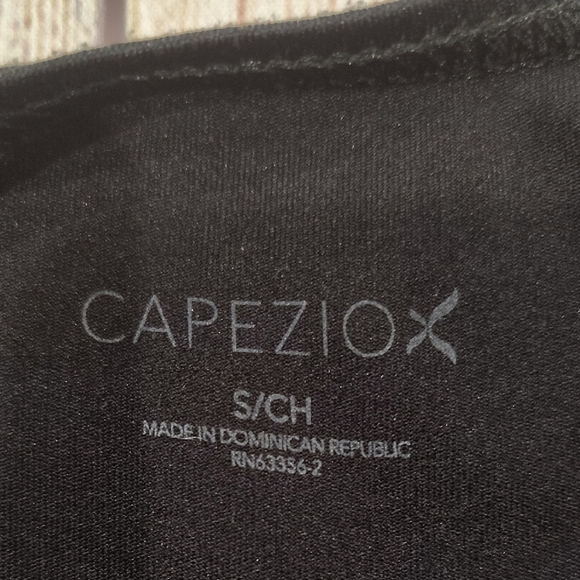 CAPEZIO
S/CH
MADE IN DOMINICAN REPUBLIC
RN63356-2